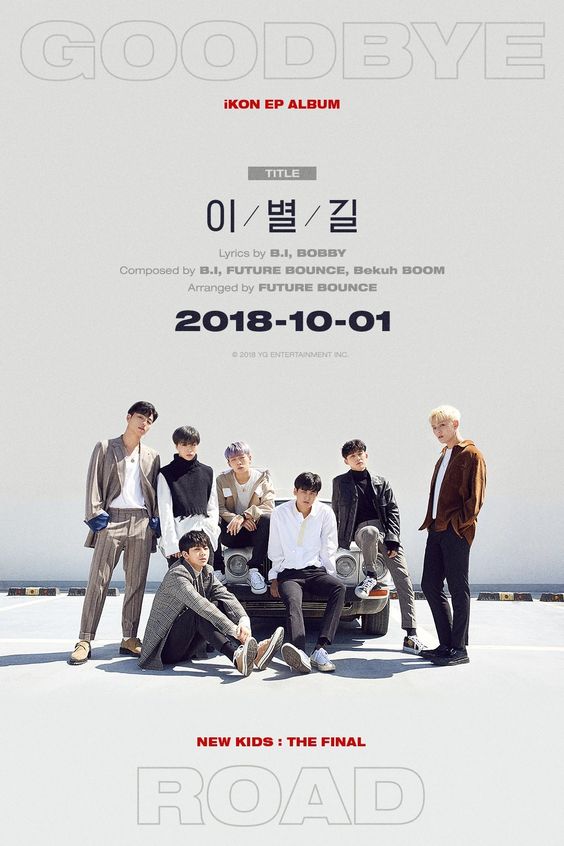 GOODBYE
iKON EP ALBUM
TITLE
이/별/길
Lyrics by B.I, BOBBY
Composed by B.I, FUTURE BOUNCE, Bekuh BOOM
Arranged by FUTURE BOUNCE
2018-10-01
© 2018 YG ENTERTAINMENT INC.
NEW KIDS : THE FINAL
ROAD